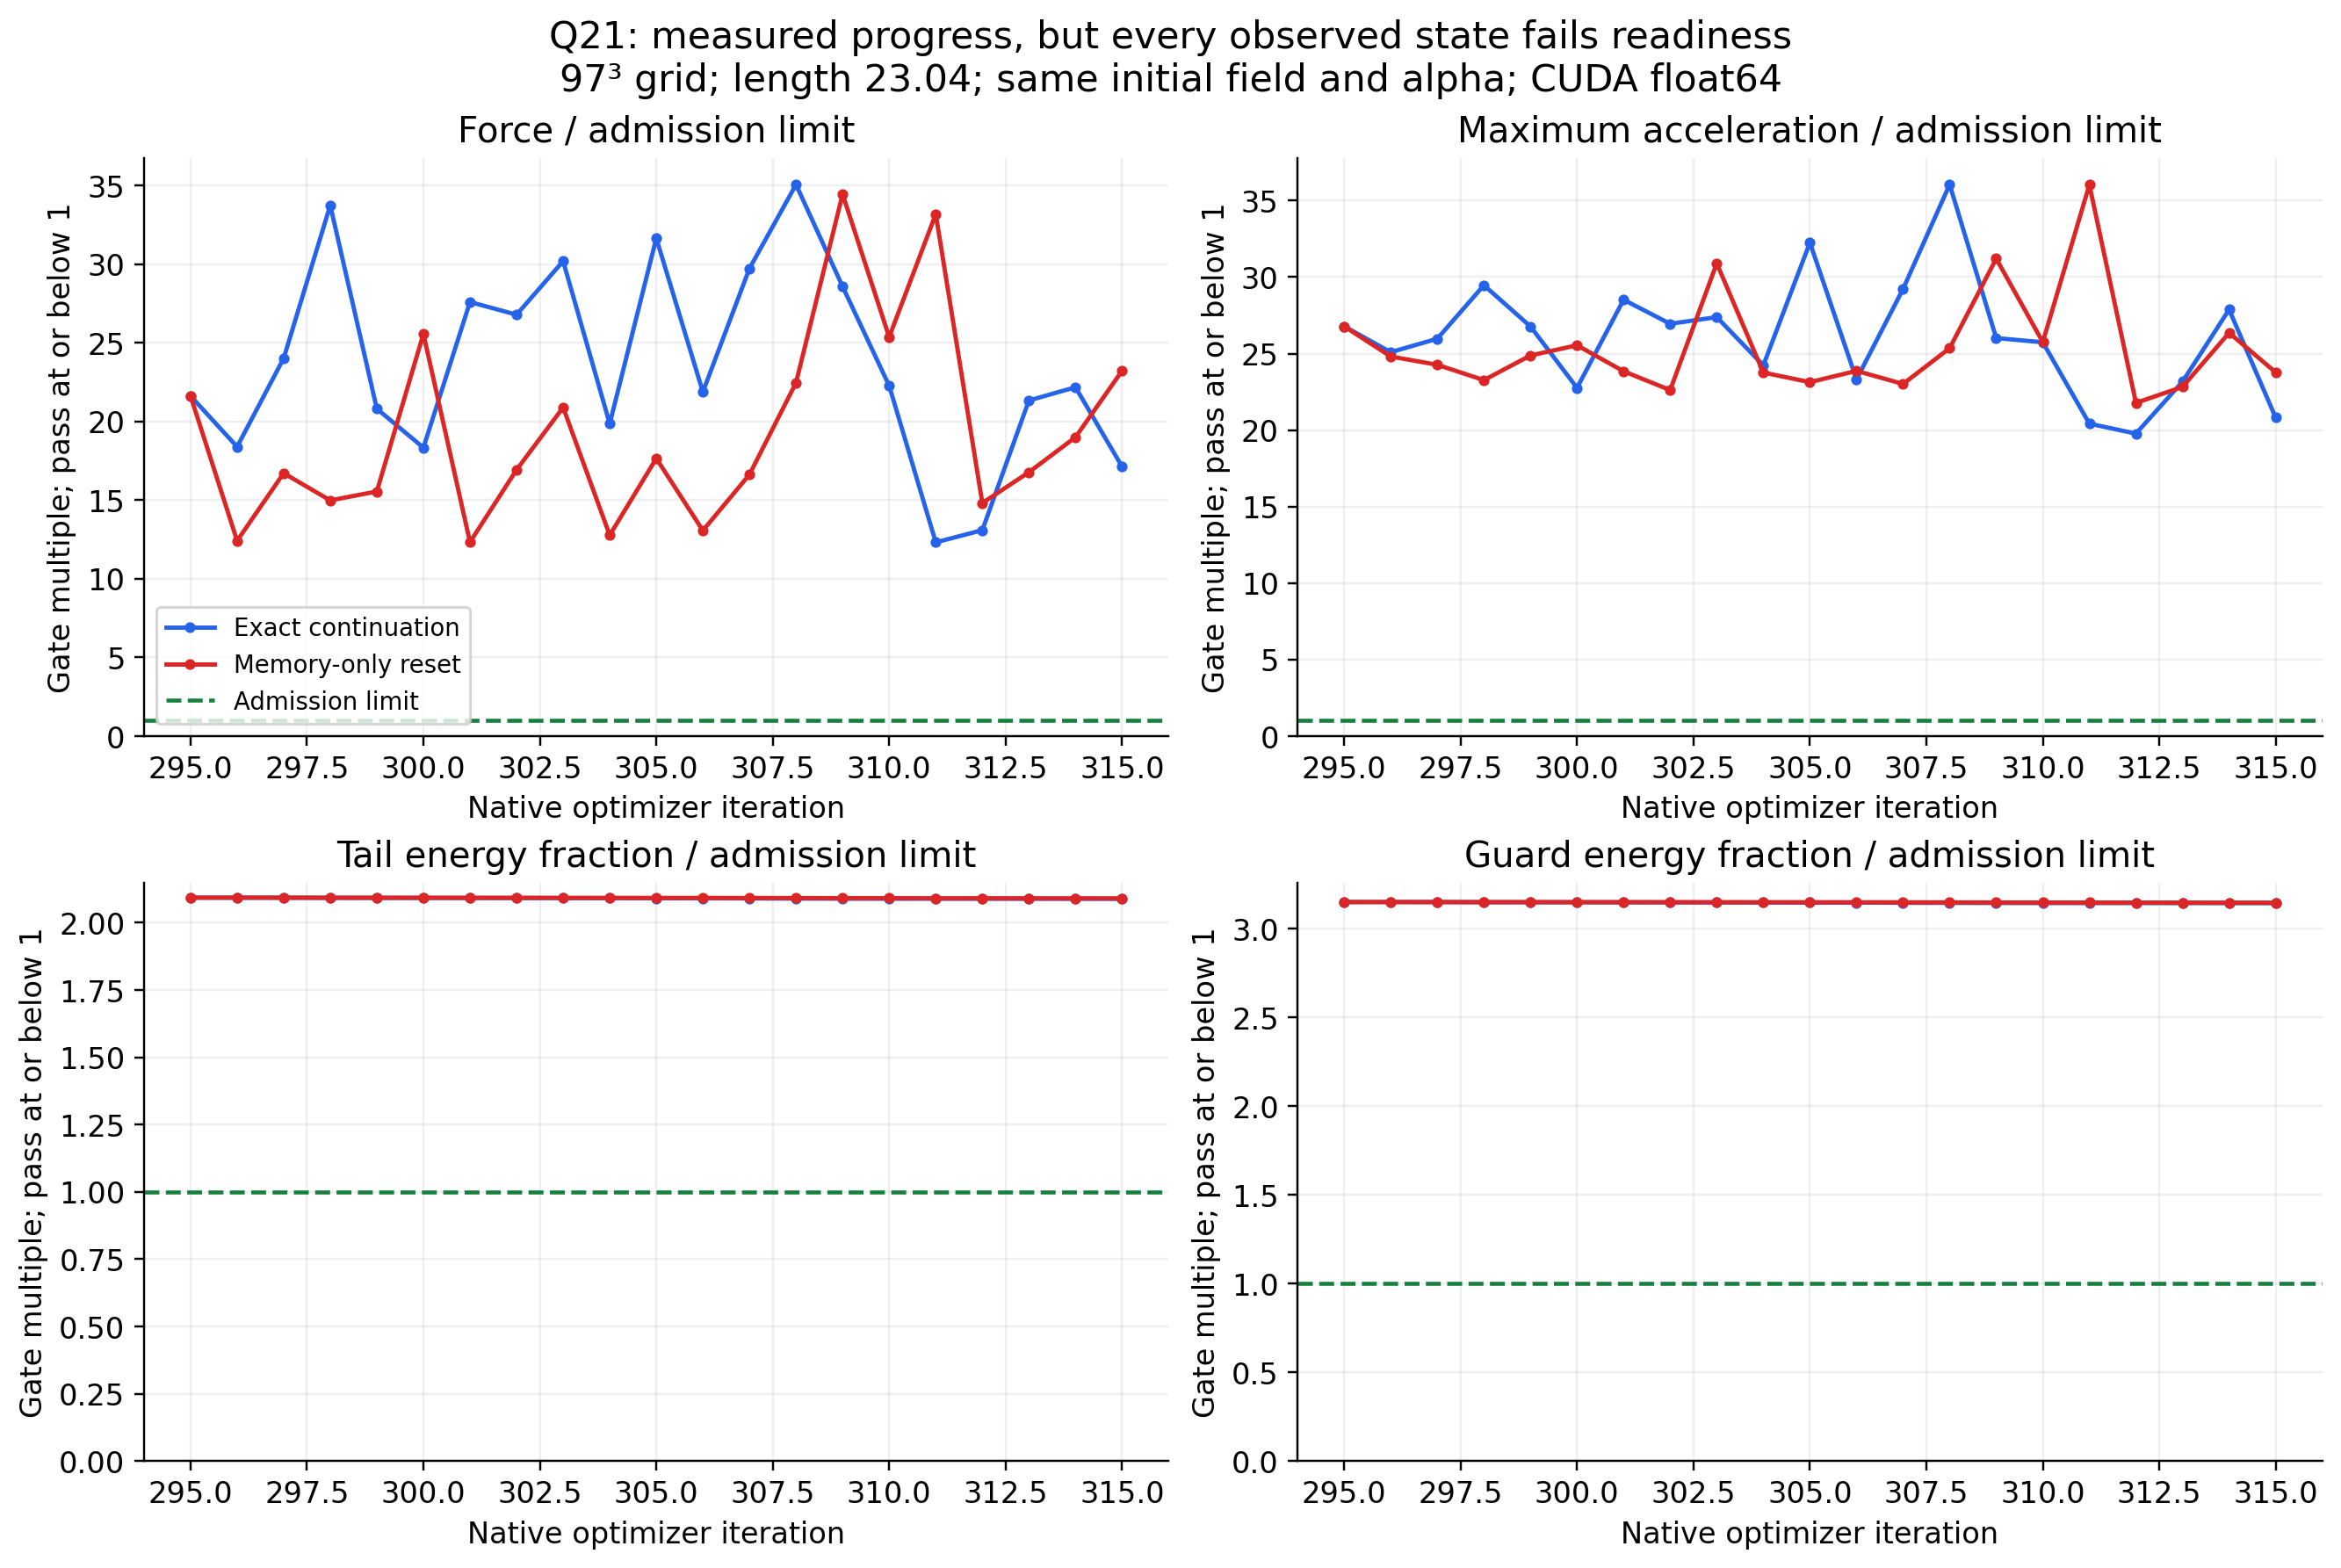 Q21: measured progress, but every observed state fails readiness
97³ grid; length 23.04; same initial field and alpha; CUDA float64
Force / admission limit
Gate multiple; pass at or below 1
35
30
25
20
15
10
5
0
Exact continuation
Memory-only reset
Admission limit
295.0 297.5 300.0 302.5 305.0 307.5 310.0 312.5 315.0
Native optimizer iteration
Maximum acceleration / admission limit
Gate multiple; pass at or below 1
35
30
25
20
15
10
5
0
295.0 297.5 300.0 302.5 305.0 307.5 310.0 312.5 315.0
Native optimizer iteration
Tail energy fraction / admission limit
Gate multiple; pass at or below 1
2.00
1.75
1.50
1.25
1.00
0.75
0.50
0.25
0.00
295.0 297.5 300.0 302.5 305.0 307.5 310.0 312.5 315.0
Native optimizer iteration
Guard energy fraction / admission limit
Gate multiple; pass at or below 1
3.0
2.5
2.0
1.5
1.0
0.5
0.0
295.0 297.5 300.0 302.5 305.0 307.5 310.0 312.5 315.0
Native optimizer iteration